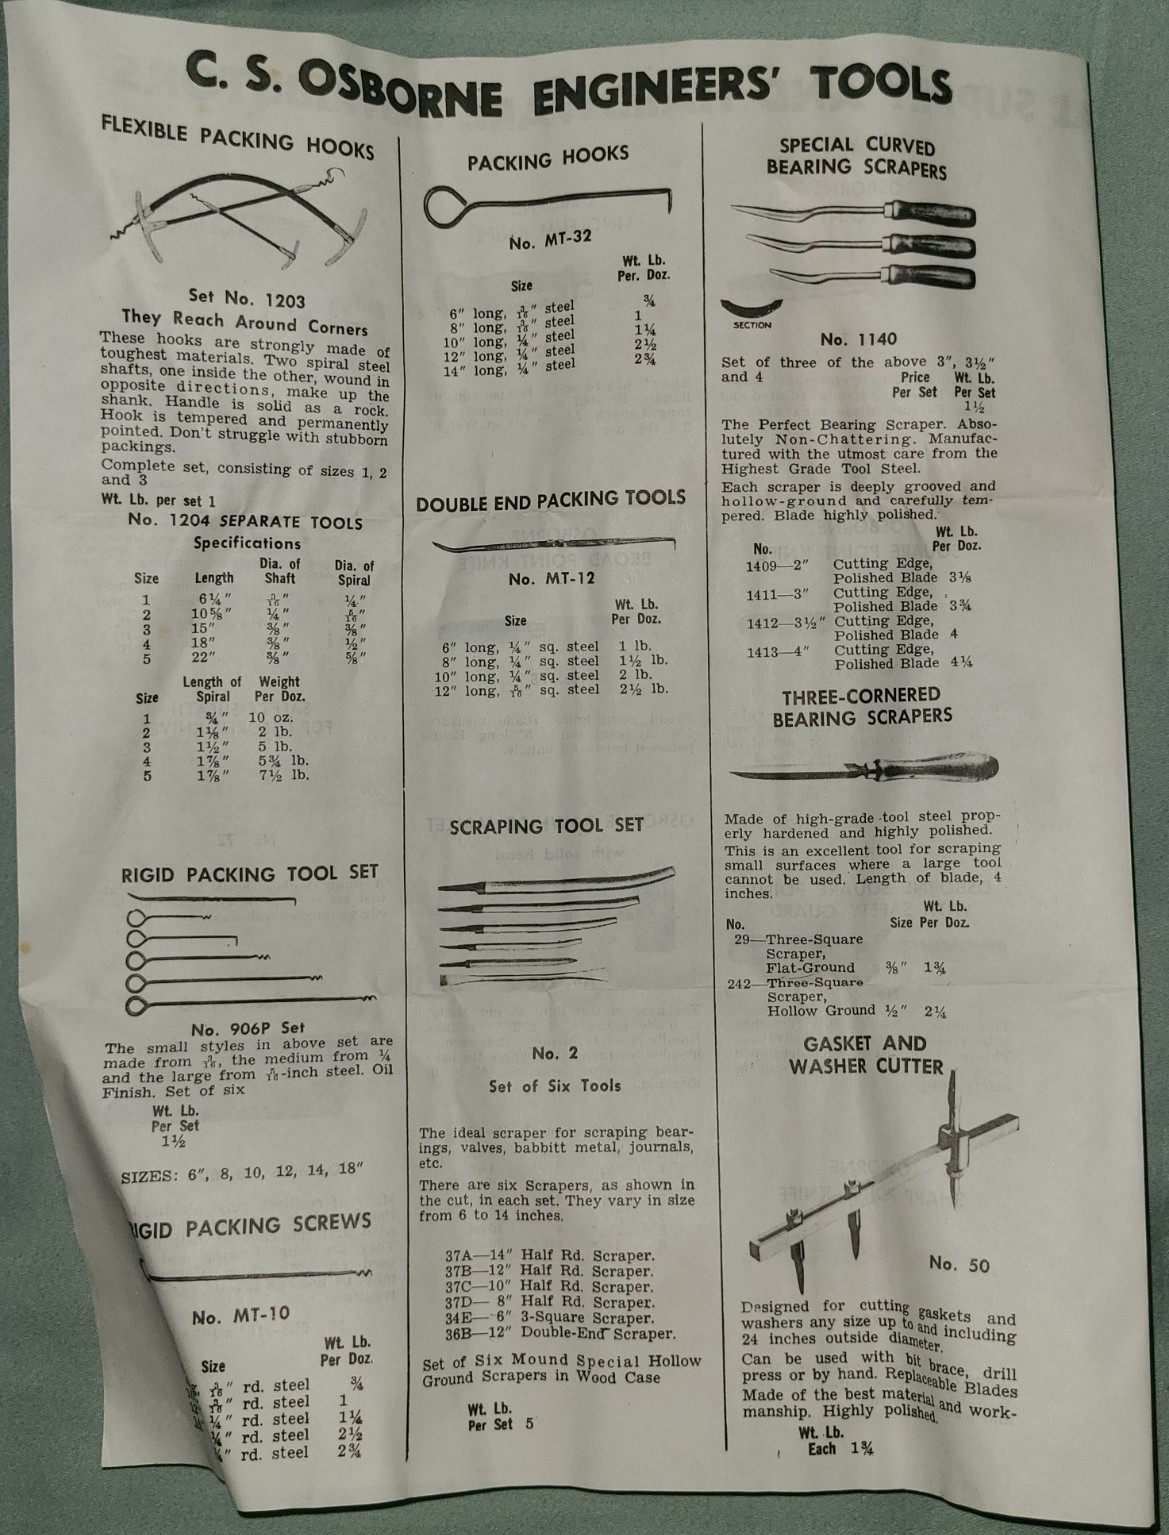 C. S. OSBORNE ENGINEERS' TOOLS
FLEXIBLE PACKING HOOKS
Set No. 1203
They Reach Around Corners
These hooks are strongly made of
toughest materials. Two spiral steel
shafts, one inside the other, wound in
opposite directions, make up the
shank. Handle is solid as a rock.
Hook is tempered and permanently
pointed. Don't struggle with stubborn
packings.
Complete set, consisting of sizes 1, 2
and 3
Wt. Lb. per set 1
No. 1204 SEPARATE TOOLS
Specifications
Dia. of Dia. of
Size Length Shaft Spiral
1 6¼" 3/16" ¼"
2 10⅝" ¼" 5/16"
3 15" ⅜" ⅜"
4 18" ⅜" ½"
5 22" ⅝" ⅝"
Length of Weight
Size Spiral Per Doz.
1 ¾" 10 oz.
2 1⅛" 2 lb.
3 1½" 5 lb.
4 1⅞" 5¾ lb.
5 1⅞" 7½ lb.
RIGID PACKING TOOL SET
No. 906P Set
The small styles in above set are
made from 3/16, the medium from ¼
and the large from 5/16-inch steel. Oil
Finish. Set of six
Wt. Lb.
Per Set
1½
SIZES: 6", 8, 10, 12, 14, 18"
IGID PACKING SCREWS
No. MT-10
Wt. Lb.
Size Per Doz.
3/16" rd. steel ¾
3/16" rd. steel 1
¼" rd. steel 1¼
" rd. steel 2½
" rd. steel 2¾
PACKING HOOKS
No. MT-32
Wt. Lb.
Size Per. Doz.
6" long, 3/16" steel ¾
8" long, 3/16" steel 1
10" long, ¼" steel 1¼
12" long, ¼" steel 2½
14" long, ¼" steel 2¾
DOUBLE END PACKING TOOLS
No. MT-12
Wt. Lb.
Size Per Doz.
6" long, ¼" sq. steel 1 lb.
8" long, ¼" sq. steel 1½ lb.
10" long, ¼" sq. steel 2 lb.
12" long, 5/16" sq. steel 2½ lb.
SCRAPING TOOL SET
No. 2
Set of Six Tools
The ideal scraper for scraping bear-
ings, valves, babbitt metal, journals,
etc.
There are six Scrapers, as shown in
the cut, in each set. They vary in size
from 6 to 14 inches.
37A—14" Half Rd. Scraper.
37B—12" Half Rd. Scraper.
37C—10" Half Rd. Scraper.
37D— 8" Half Rd. Scraper.
34E— 6" 3-Square Scraper.
36B—12" Double-End Scraper.
Set of Six Mound Special Hollow
Ground Scrapers in Wood Case
Wt. Lb.
Per Set 5
SPECIAL CURVED
BEARING SCRAPERS
SECTION
No. 1140
Set of three of the above 3", 3½"
and 4 Price Wt. Lb.
Per Set Per Set
1½
The Perfect Bearing Scraper. Abso-
lutely Non-Chattering. Manufac-
tured with the utmost care from the
Highest Grade Tool Steel.
Each scraper is deeply grooved and
hollow-ground and carefully tem-
pered. Blade highly polished.
Wt. Lb.
No. Per Doz.
1409—2" Cutting Edge,
Polished Blade 3⅛
1411—3" Cutting Edge,
Polished Blade 3¾
1412—3½" Cutting Edge,
Polished Blade 4
1413—4" Cutting Edge,
Polished Blade 4¼
THREE-CORNERED
BEARING SCRAPERS
Made of high-grade tool steel prop-
erly hardened and highly polished.
This is an excellent tool for scraping
small surfaces where a large tool
cannot be used. Length of blade, 4
inches.
Wt. Lb.
No. Size Per Doz.
29—Three-Square
Scraper,
Flat-Ground ⅜" 1¾
242—Three-Square
Scraper,
Hollow Ground ½" 2¼
GASKET AND
WASHER CUTTER
No. 50
Designed for cutting gaskets and
washers any size up to and including
24 inches outside diameter.
Can be used with bit brace, drill
press or by hand. Replaceable Blades
Made of the best material and work-
manship. Highly polished.
Wt. Lb.
Each 1¾